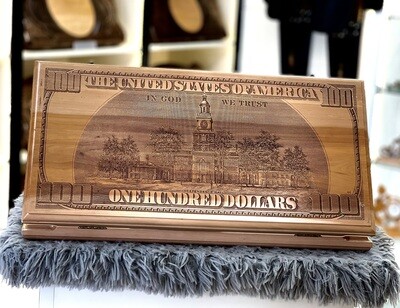 100 100
THE UNITED STATES OF AMERICA
IN GOD WE TRUST
ONE HUNDRED DOLLARS
100 100